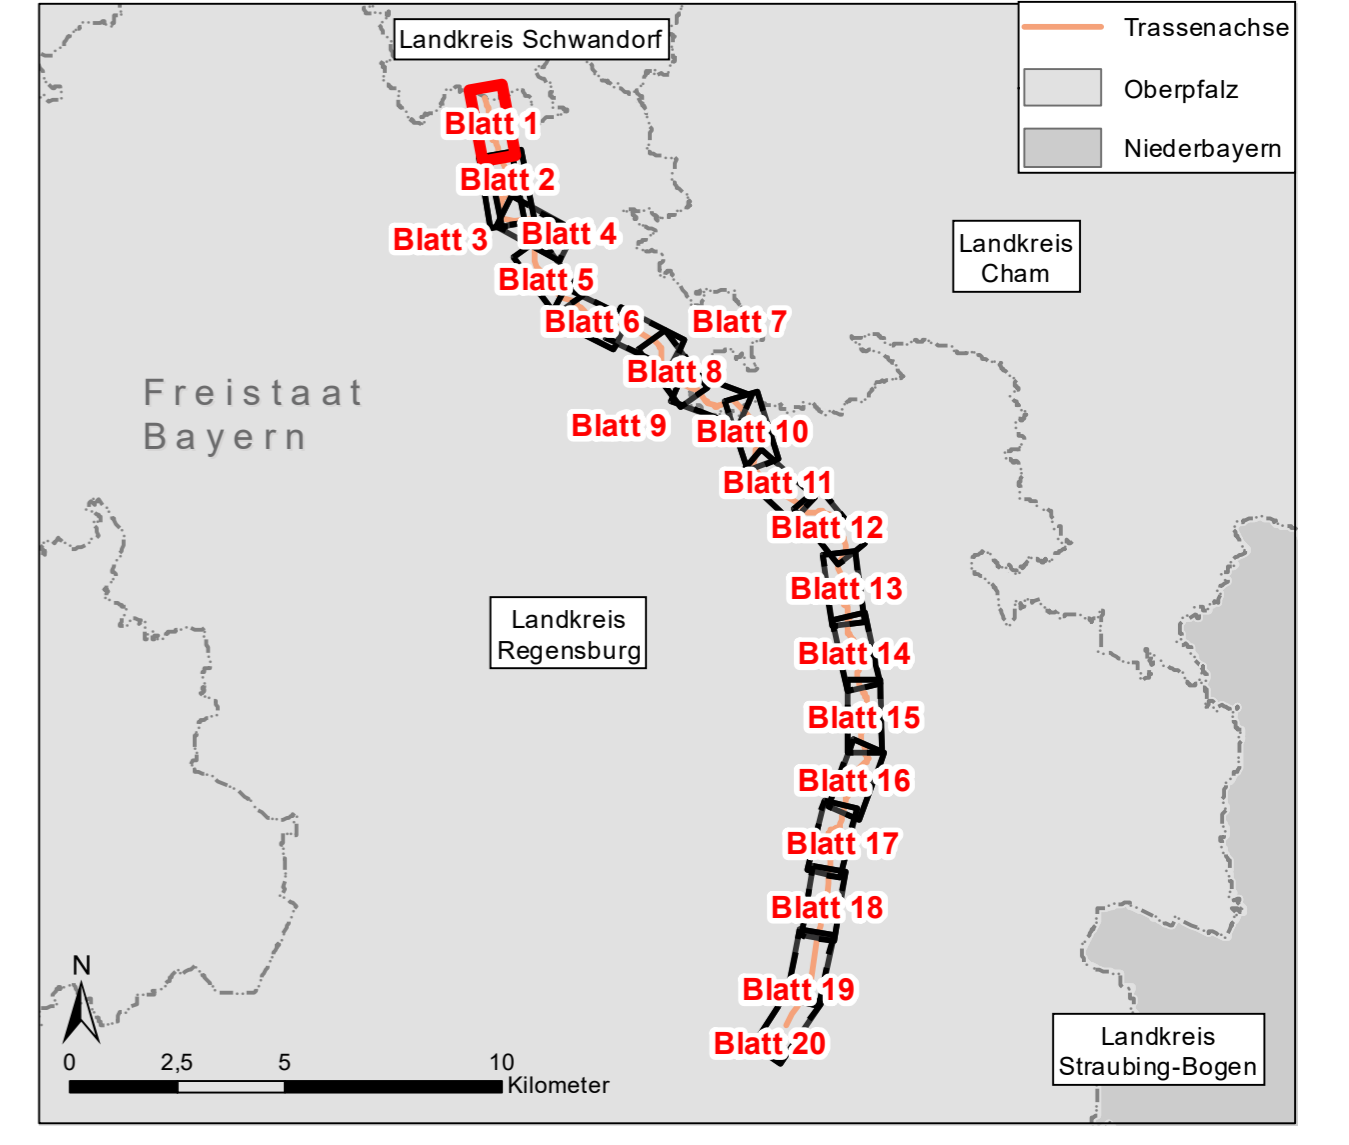 Landkreis Schwandorf
Trassenachse
Oberpfalz
Niederbayern
Blatt 1
Blatt 2
Blatt 3
Blatt 4
Blatt 5
Blatt 6
Blatt 7
Blatt 8
Blatt 9
Blatt 10
Blatt 11
Blatt 12
Blatt 13
Blatt 14
Blatt 15
Blatt 16
Blatt 17
Blatt 18
Blatt 19
Blatt 20
Landkreis
Cham
Freistaat
Bayern
Landkreis
Regensburg
Landkreis
Straubing-Bogen
N
0 2,5 5 10
Kilometer